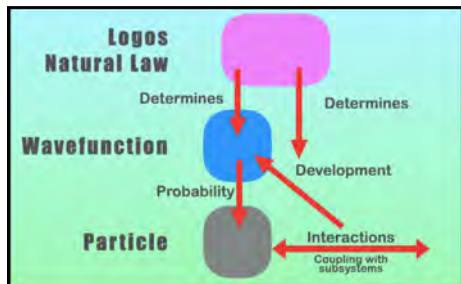 Logos
Natural Law
Determines
Determines
Wavefunction
Development
Probability
Particle
Interactions
Coupling with
subsystems